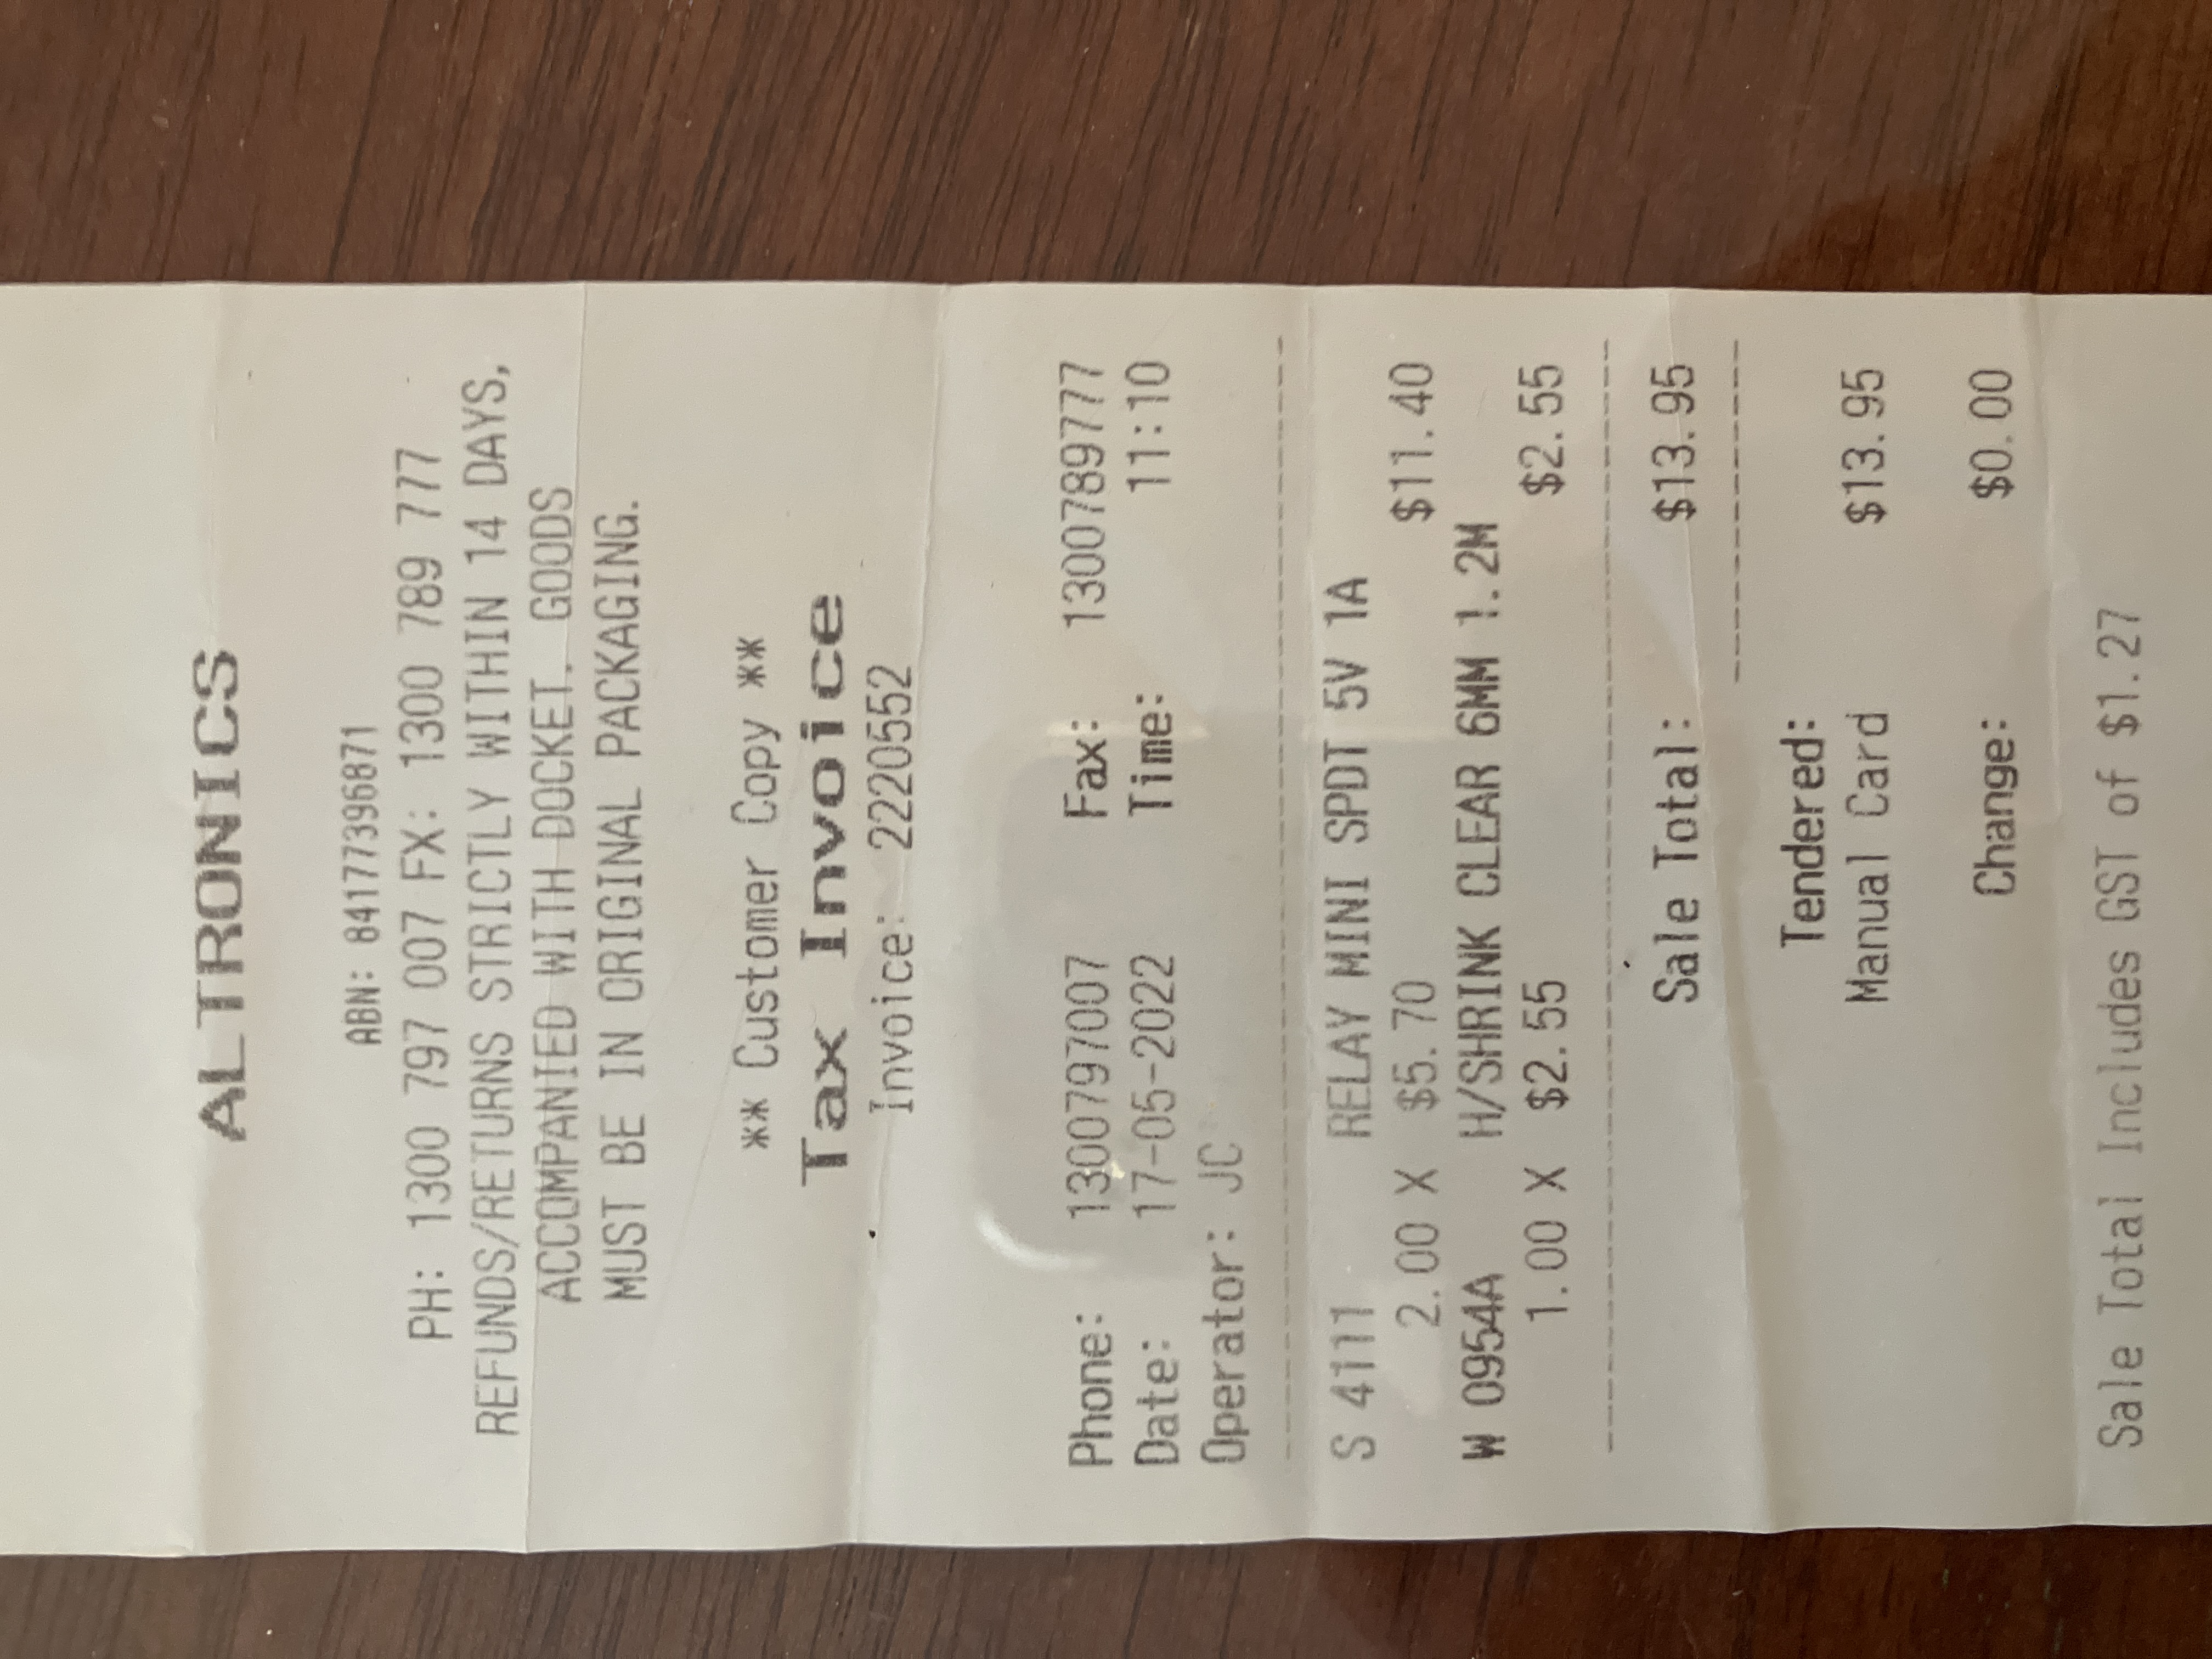 ALTRONICS
ABN: 84177396871
PH: 1300 797 007 FX: 1300 789 777
REFUNDS/RETURNS STRICTLY WITHIN 14 DAYS,
ACCOMPANIED WITH DOCKET. GOODS
MUST BE IN ORIGINAL PACKAGING.
** Customer Copy **
Tax Invoice
Invoice: 2220552
Phone: 1300797007 Fax: 1300789777
Date: 17-05-2022 Time: 11:10
Operator: JC
S 4111 RELAY MINI SPDT 5V 1A
2.00 X $5.70 $11.40
W 0954A H/SHRINK CLEAR 6MM 1.2M
1.00 X $2.55 $2.55
Sale Total: $13.95
Tendered:
Manual Card $13.95
Change: $0.00
Sale Total Includes GST of $1.27